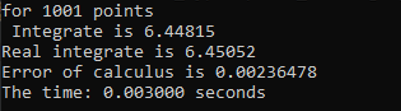 for 1001 points
 Integrate is 6.44815
Real integrate is 6.45052
Error of calculus is 0.00236478
The time: 0.003000 seconds